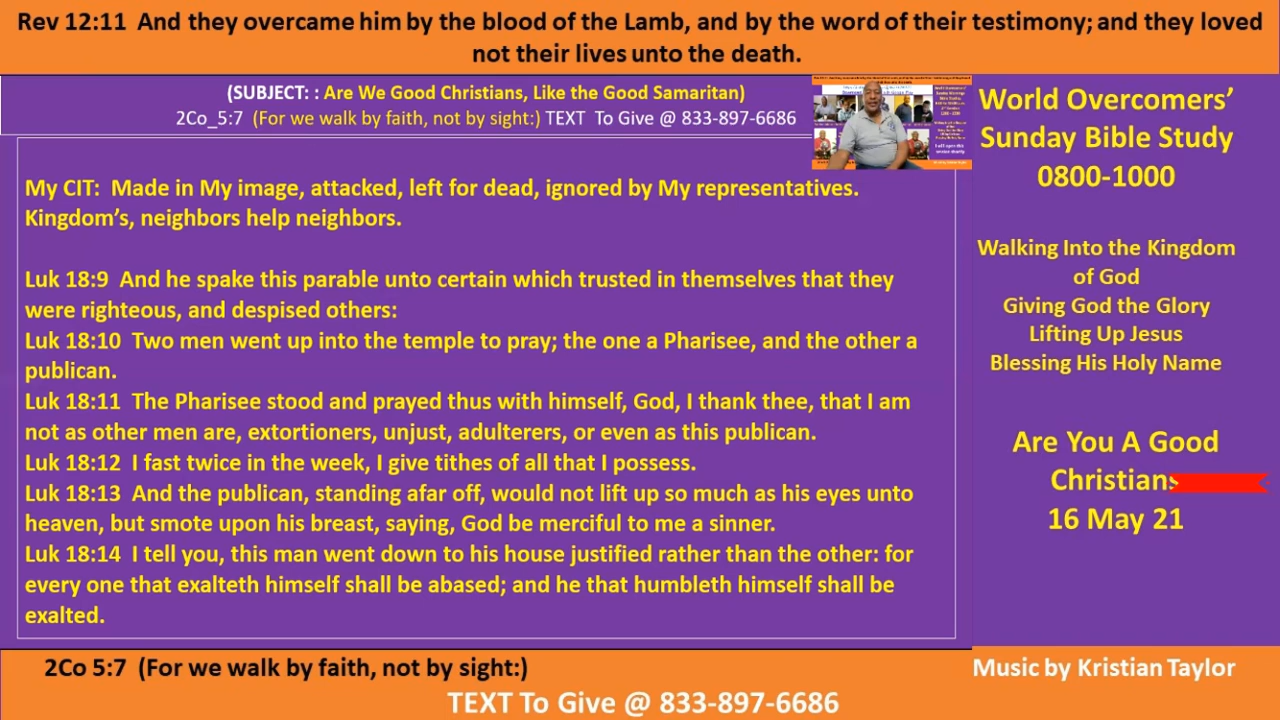 Rev 12:11 And they overcame him by the blood of the Lamb, and by the word of their testimony; and they loved
not their lives unto the death.
(SUBJECT: : Are We Good Christians, Like the Good Samaritan)
2Co_5:7 (For we walk by faith, not by sight:) TEXT To Give @ 833-897-6686
My CIT: Made in My image, attacked, left for dead, ignored by My representatives.
Kingdom's, neighbors help neighbors.
Luk 18:9 And he spake this parable unto certain which trusted in themselves that they
were righteous, and despised others:
Luk 18:10 Two men went up into the temple to pray; the one a Pharisee, and the other a
publican.
Luk 18:11 The Pharisee stood and prayed thus with himself, God, I thank thee, that I am
not as other men are, extortioners, unjust, adulterers, or even as this publican.
Luk 18:12 I fast twice in the week, I give tithes of all that I possess.
Luk 18:13 And the publican, standing afar off, would not lift up so much as his eyes unto
heaven, but smote upon his breast, saying, God be merciful to me a sinner.
Luk 18:14 I tell you, this man went down to his house justified rather than the other: for
every one that exalteth himself shall be abased; and he that humbleth himself shall be
exalted.
World Overcomers'
Sunday Bible Study
0800-1000
Walking Into the Kingdom
of God
Giving God the Glory
Lifting Up Jesus
Blessing His Holy Name
Are You A Good
Christians
16 May 21
2Co 5:7 (For we walk by faith, not by sight:)
Music by Kristian Taylor
TEXT To Give @ 833-897-6686